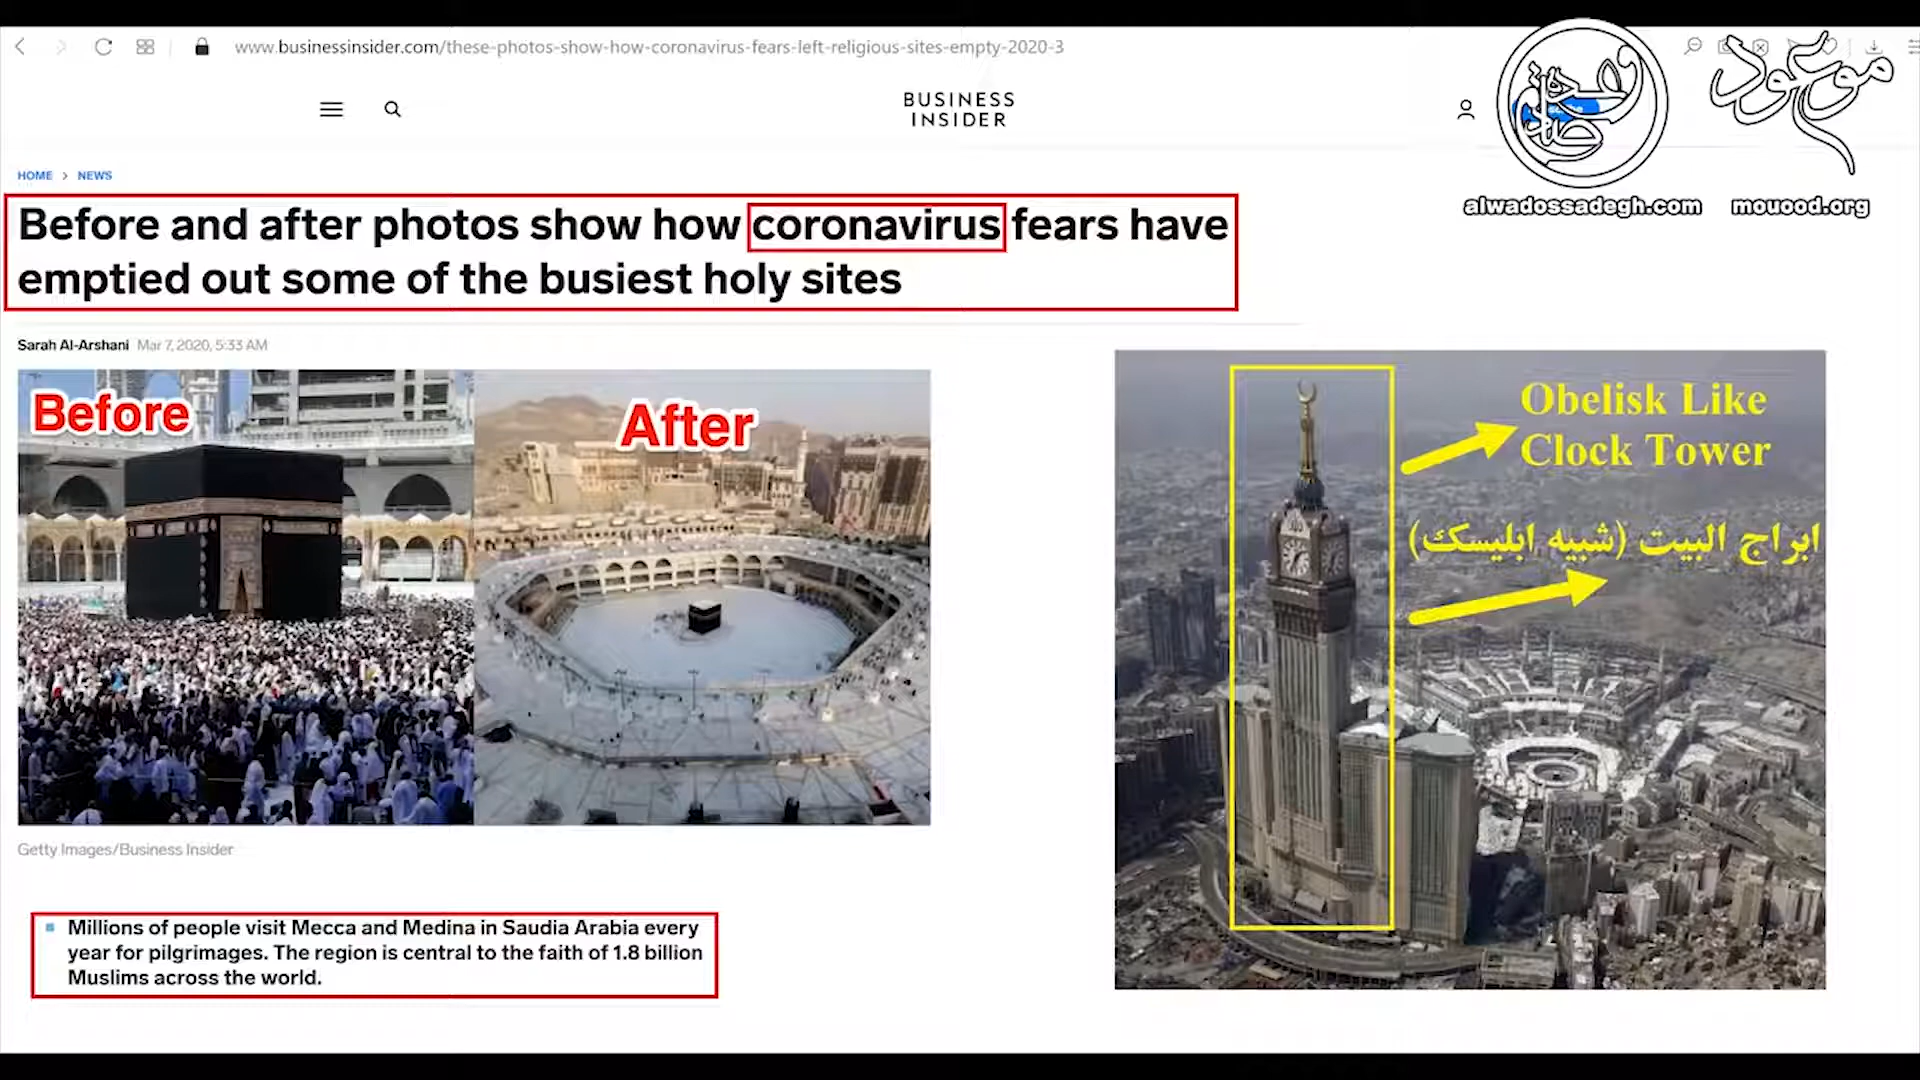 www.businessinsider.com/these-photos-show-how-coronavirus-fears-left-religious-sites-empty-2020-3
BUSINESS
INSIDER
موعود
alwadossadegh.com
mouood.org
HOME > NEWS
Before and after photos show how coronavirus fears have
emptied out some of the busiest holy sites
Sarah Al-Arshani Mar 7, 2020, 5:33 AM
Before
After
Getty Images/Business Insider
Millions of people visit Mecca and Medina in Saudia Arabia every
year for pilgrimages. The region is central to the faith of 1.8 billion
Muslims across the world.
Obelisk Like
Clock Tower
ابراج البیت (شبیه ابلیسک)